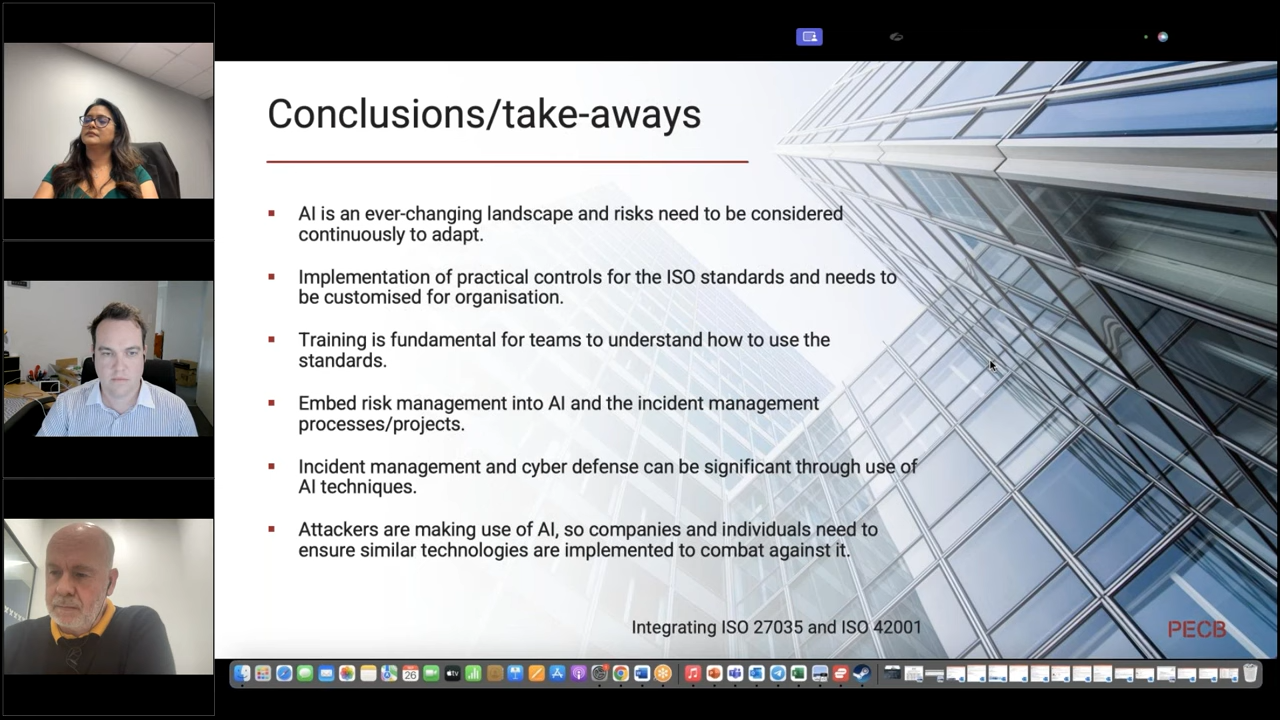 Conclusions/take-aways
AI is an ever-changing landscape and risks need to be considered
continuously to adapt.
Implementation of practical controls for the ISO standards and needs to
be customised for organisation.
Training is fundamental for teams to understand how to use the
standards.
Embed risk management into AI and the incident management
processes/projects.
Incident management and cyber defense can be significant through use of
AI techniques.
Attackers are making use of AI, so companies and individuals need to
ensure similar technologies are implemented to combat against it.
Integrating ISO 27035 and ISO 42001
PECB
26